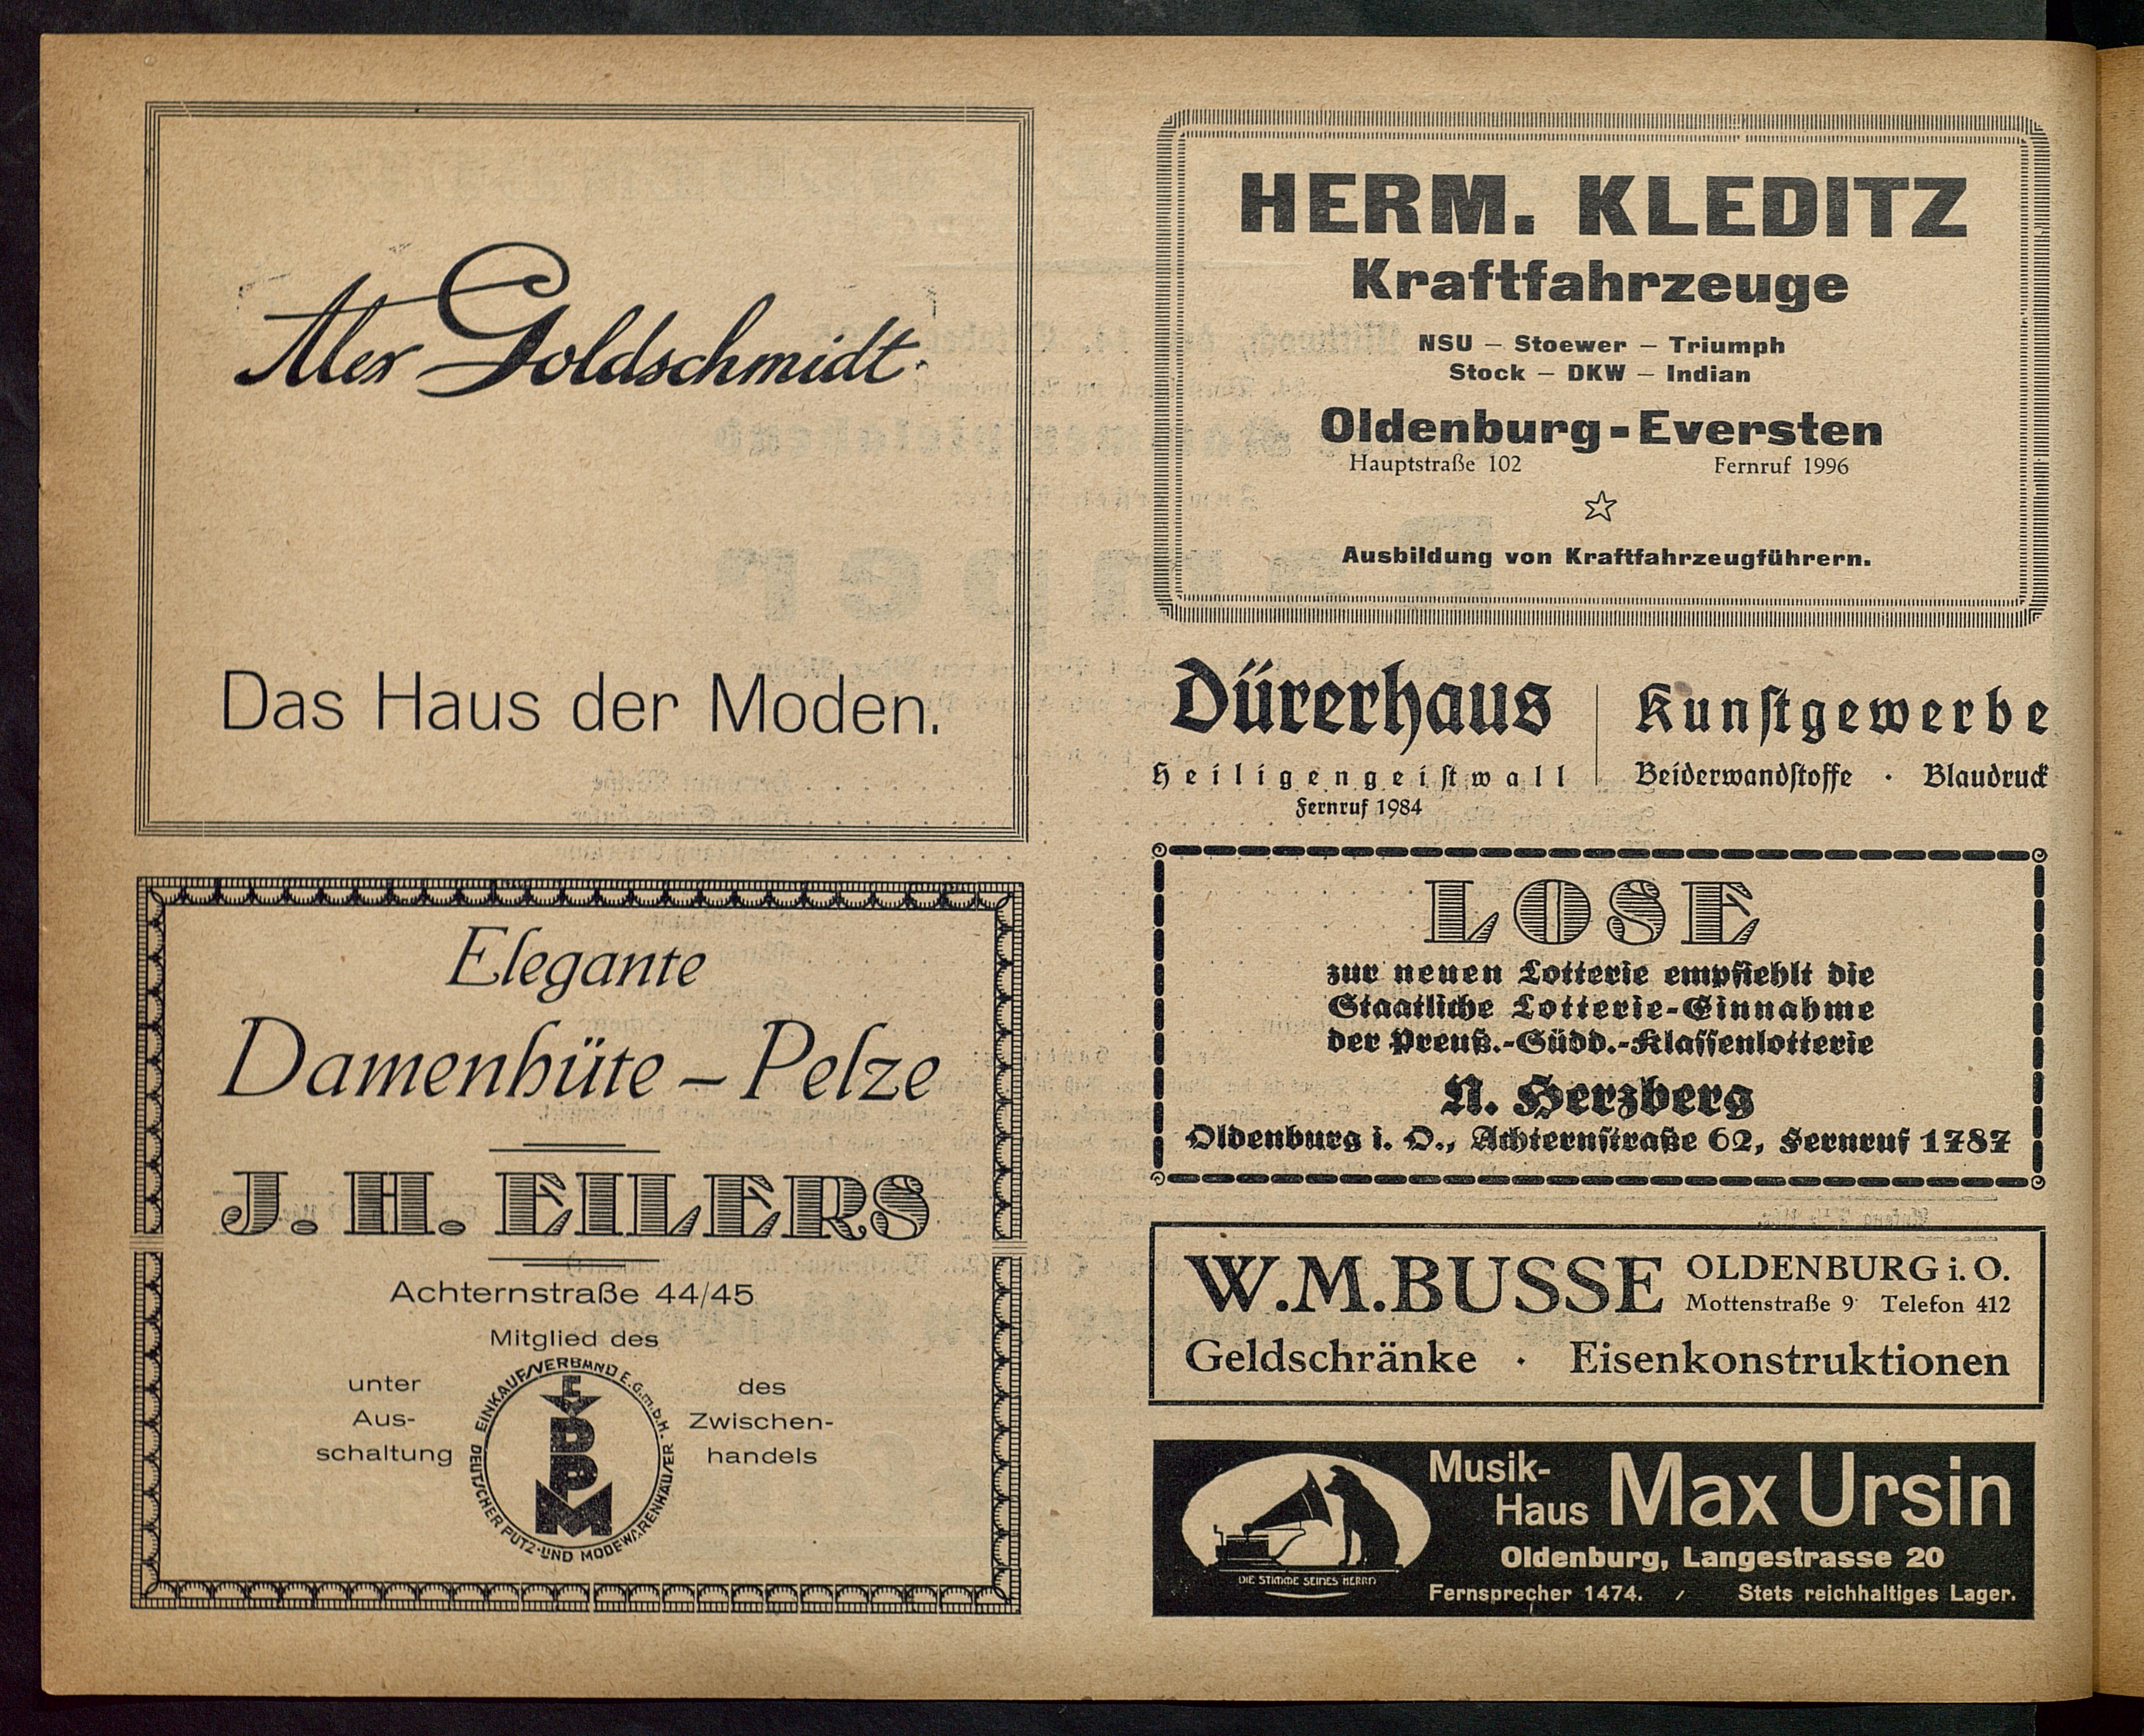 Alex Goldschmidt.
Das Haus der Moden.
Elegante
Damenhüte – Pelze
J. H. EILERS
Achternstraße 44/45
Mitglied des
unter
Aus-
schaltung
EINKAUFSVERBAND E.G.m.b.H.
DEUTSCHER PUTZ-UND MODEWARENHÄUSER
E
V
D
P
M
des
Zwischen-
handels
HERM. KLEDITZ
Kraftfahrzeuge
NSU – Stoewer – Triumph
Stock – DKW – Indian
Oldenburg-Eversten
Hauptstraße 102 Fernruf 1996
Ausbildung von Kraftfahrzeugführern.
Dürerhaus
Heiligengeistwall
Fernruf 1984
Kunstgewerbe
Beiderwandstoffe · Blaudruck
LOSE
zur neuen Lotterie empfiehlt die
Staatliche Lotterie-Einnahme
der Preuß.-Südd.-Klassenlotterie
N. Herzberg
Oldenburg i. O., Achternstraße 62, Fernruf 1787
W.M.BUSSE OLDENBURG i. O.
Mottenstraße 9 Telefon 412
Geldschränke · Eisenkonstruktionen
DIE STIMME SEINES HERRN
Musik-
Haus Max Ursin
Oldenburg, Langestrasse 20
Fernsprecher 1474. / Stets reichhaltiges Lager.